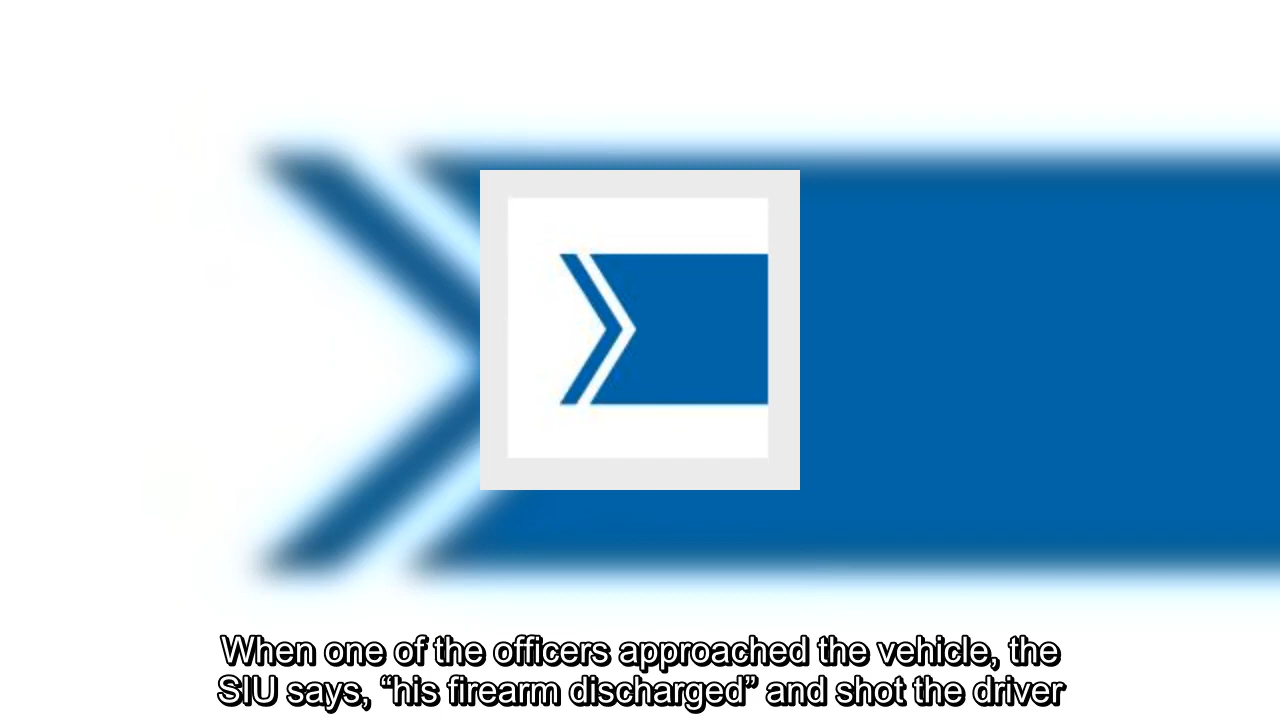 When one of the officers approached the vehicle, the
SIU says, “his firearm discharged” and shot the driver